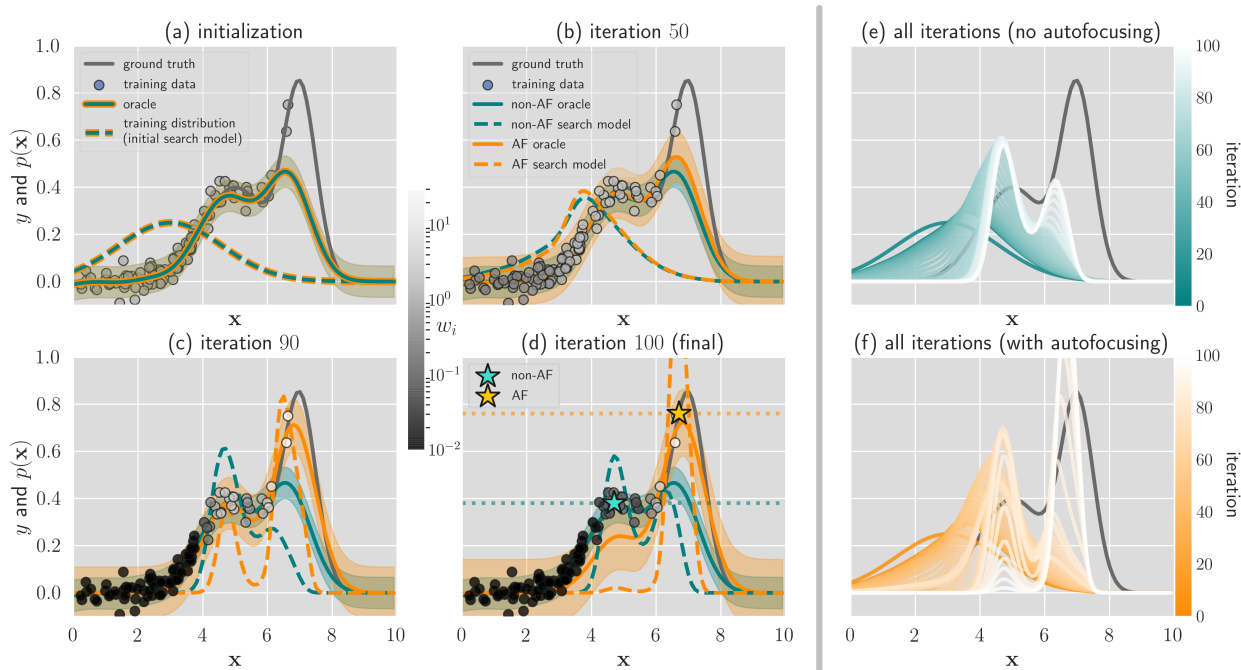 (a) initialization
1.0
0.8
0.6
0.4
0.2
0.0
y and p(x)
ground truth
training data
oracle
training distribution
(initial search model)
x
(b) iteration 50
ground truth
training data
non-AF oracle
non-AF search model
AF oracle
AF search model
x
10^1
10^0
w_i
10^-1
10^-2
(c) iteration 90
1.0
0.8
0.6
0.4
0.2
0.0
y and p(x)
0 2 4 6 8 10
x
(d) iteration 100 (final)
non-AF
AF
0 2 4 6 8 10
x
(e) all iterations (no autofocusing)
x
100
80
60
40
20
0
iteration
(f) all iterations (with autofocusing)
0 2 4 6 8 10
x
100
80
60
40
20
0
iteration